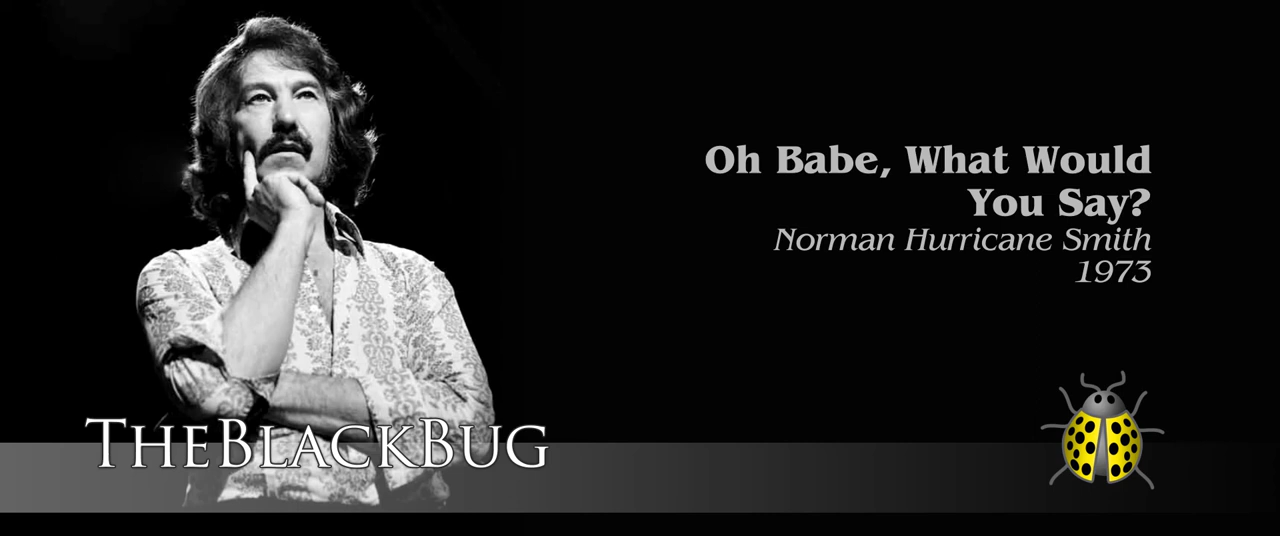 Oh Babe, What Would
You Say?
Norman Hurricane Smith
1973
TheBlackBug